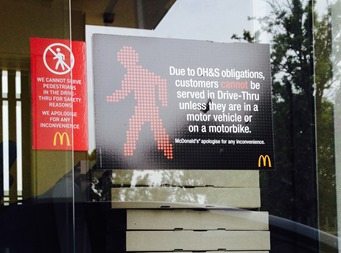 WE CANNOT SERVE
PEDESTRIANS
IN THE DRIVE-
THRU FOR SAFETY
REASONS
WE APOLOGISE
FOR ANY
INCONVENIENCE
Due to OH&S obligations,
customers cannot be
served in Drive-Thru
unless they are in a
motor vehicle or
on a motorbike.
McDonald's® apologise for any inconvenience.